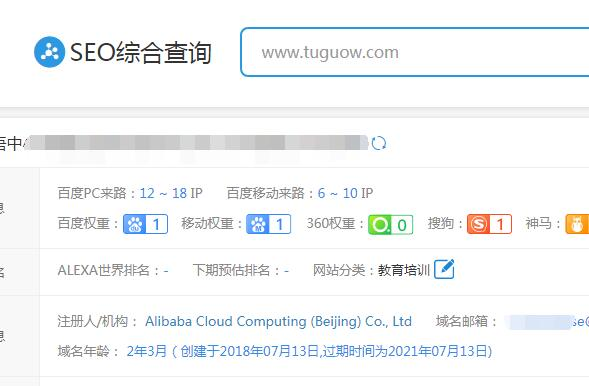 SEO综合查询 www.tuguow.com
语中
息 百度PC来路：12 ~ 18 IP 百度移动来路：6 ~ 10 IP
百度权重：1 移动权重：1 360权重：0 搜狗：1 神马：
名 ALEXA世界排名：- 下期预估排名：- 网站分类：教育培训
注册人/机构： Alibaba Cloud Computing (Beijing) Co., Ltd 域名邮箱： se@
息 域名年龄： 2年3月（创建于2018年07月13日,过期时间为2021年07月13日)